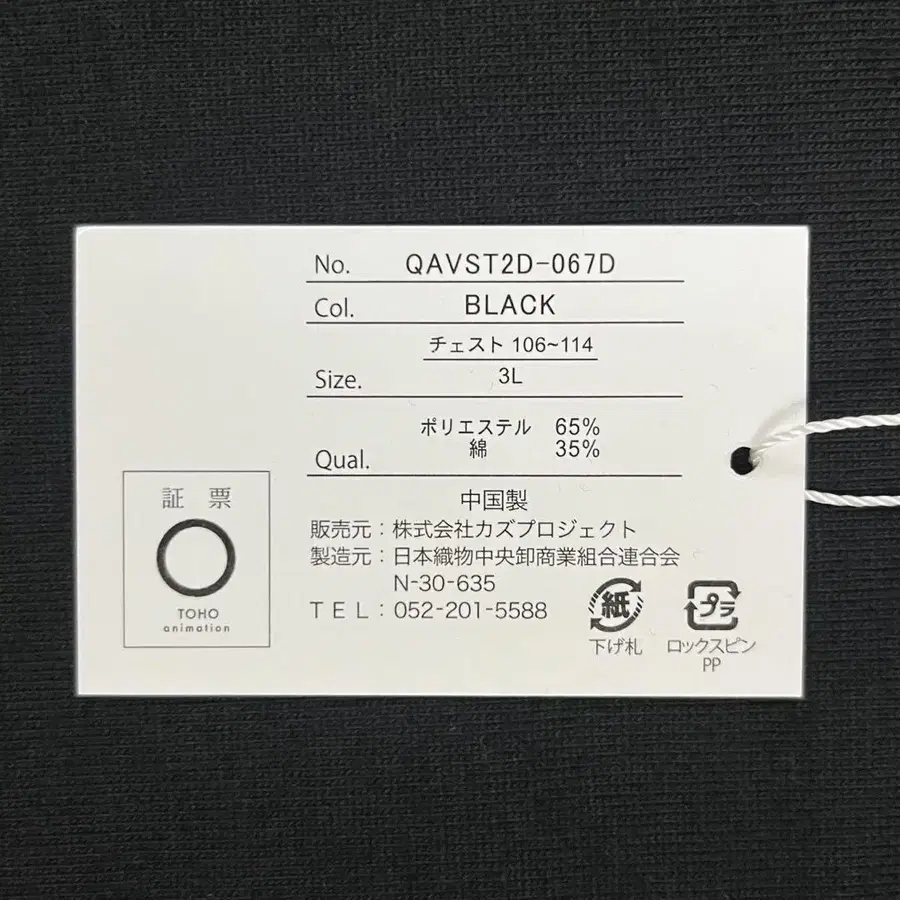 No. QAVST2D-067D
Col. BLACK
チェスト 106~114
Size. 3L
ポリエステル 65%
綿 35%
Qual.
中国製
販売元：株式会社カズプロジェクト
製造元：日本織物中央卸商業組合連合会
N-30-635
TEL：052-201-5588
証票
TOHO
animation
紙
下げ札
プラ
ロックスピン
PP